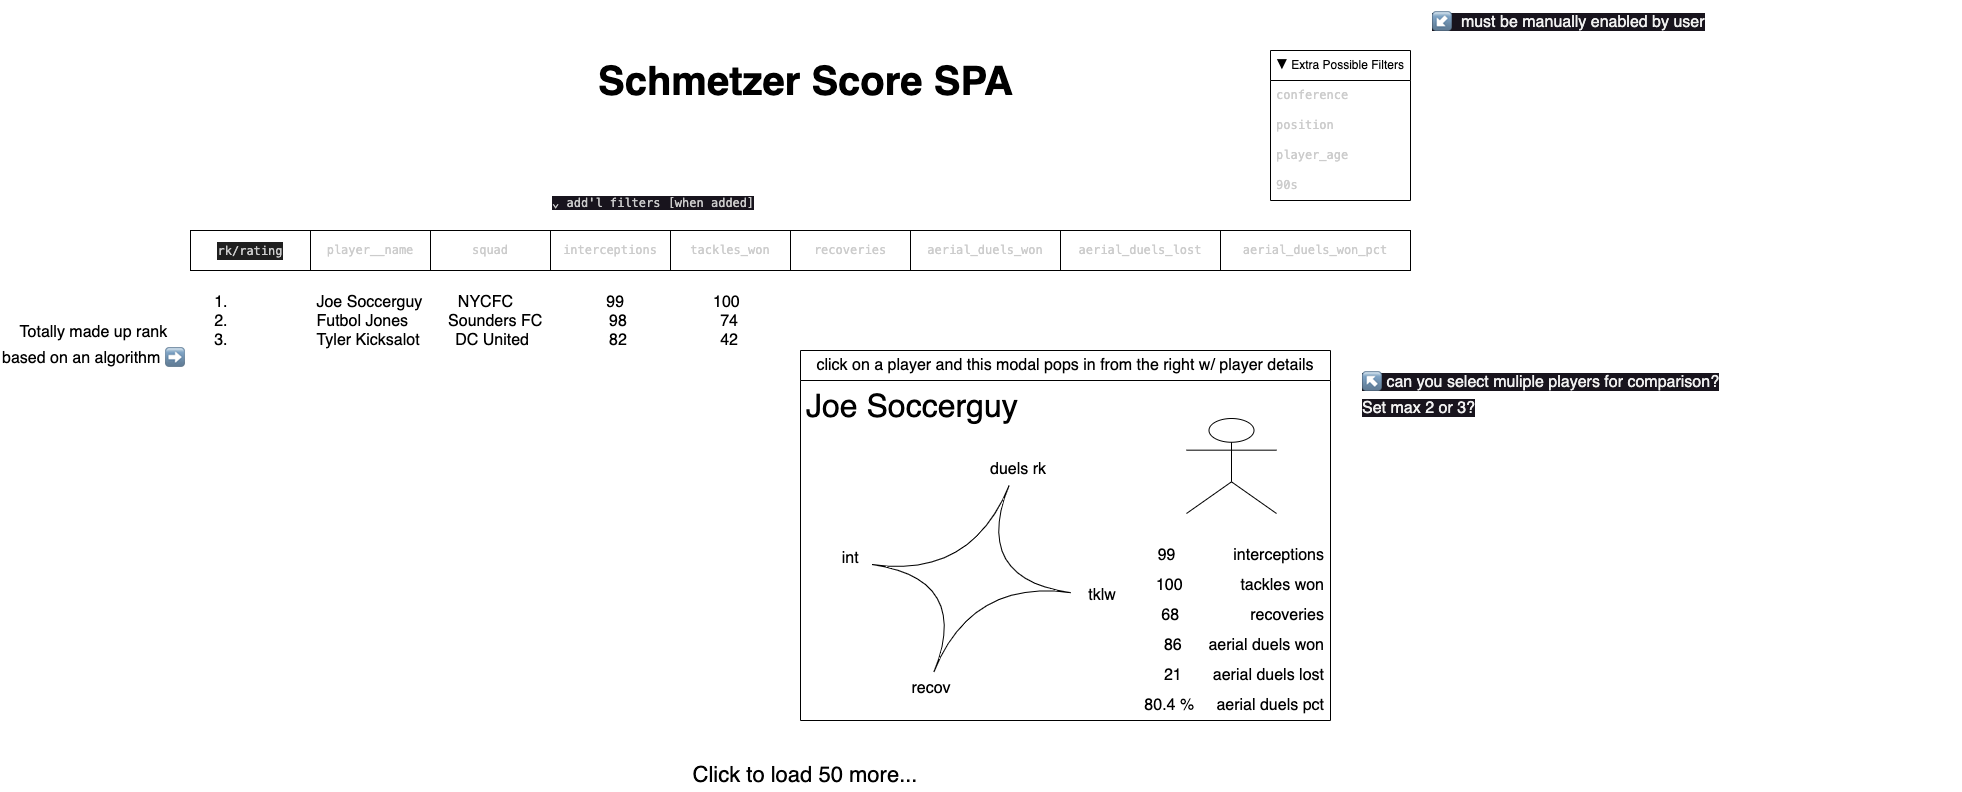 ↙ must be manually enabled by user
Schmetzer Score SPA
▼ Extra Possible Filters
conference
position
player_age
90s
⌄ add'l filters [when added]
rk/rating player__name squad interceptions tackles_won recoveries aerial_duels_won aerial_duels_lost aerial_duels_won_pct
1. Joe Soccerguy NYCFC 99 100
2. Futbol Jones Sounders FC 98 74
3. Tyler Kicksalot DC United 82 42
Totally made up rank
based on an algorithm ➡
click on a player and this modal pops in from the right w/ player details
Joe Soccerguy
duels rk
int
tklw
recov
99 interceptions
100 tackles won
68 recoveries
86 aerial duels won
21 aerial duels lost
80.4 % aerial duels pct
↖ can you select muliple players for comparison?
Set max 2 or 3?
Click to load 50 more...